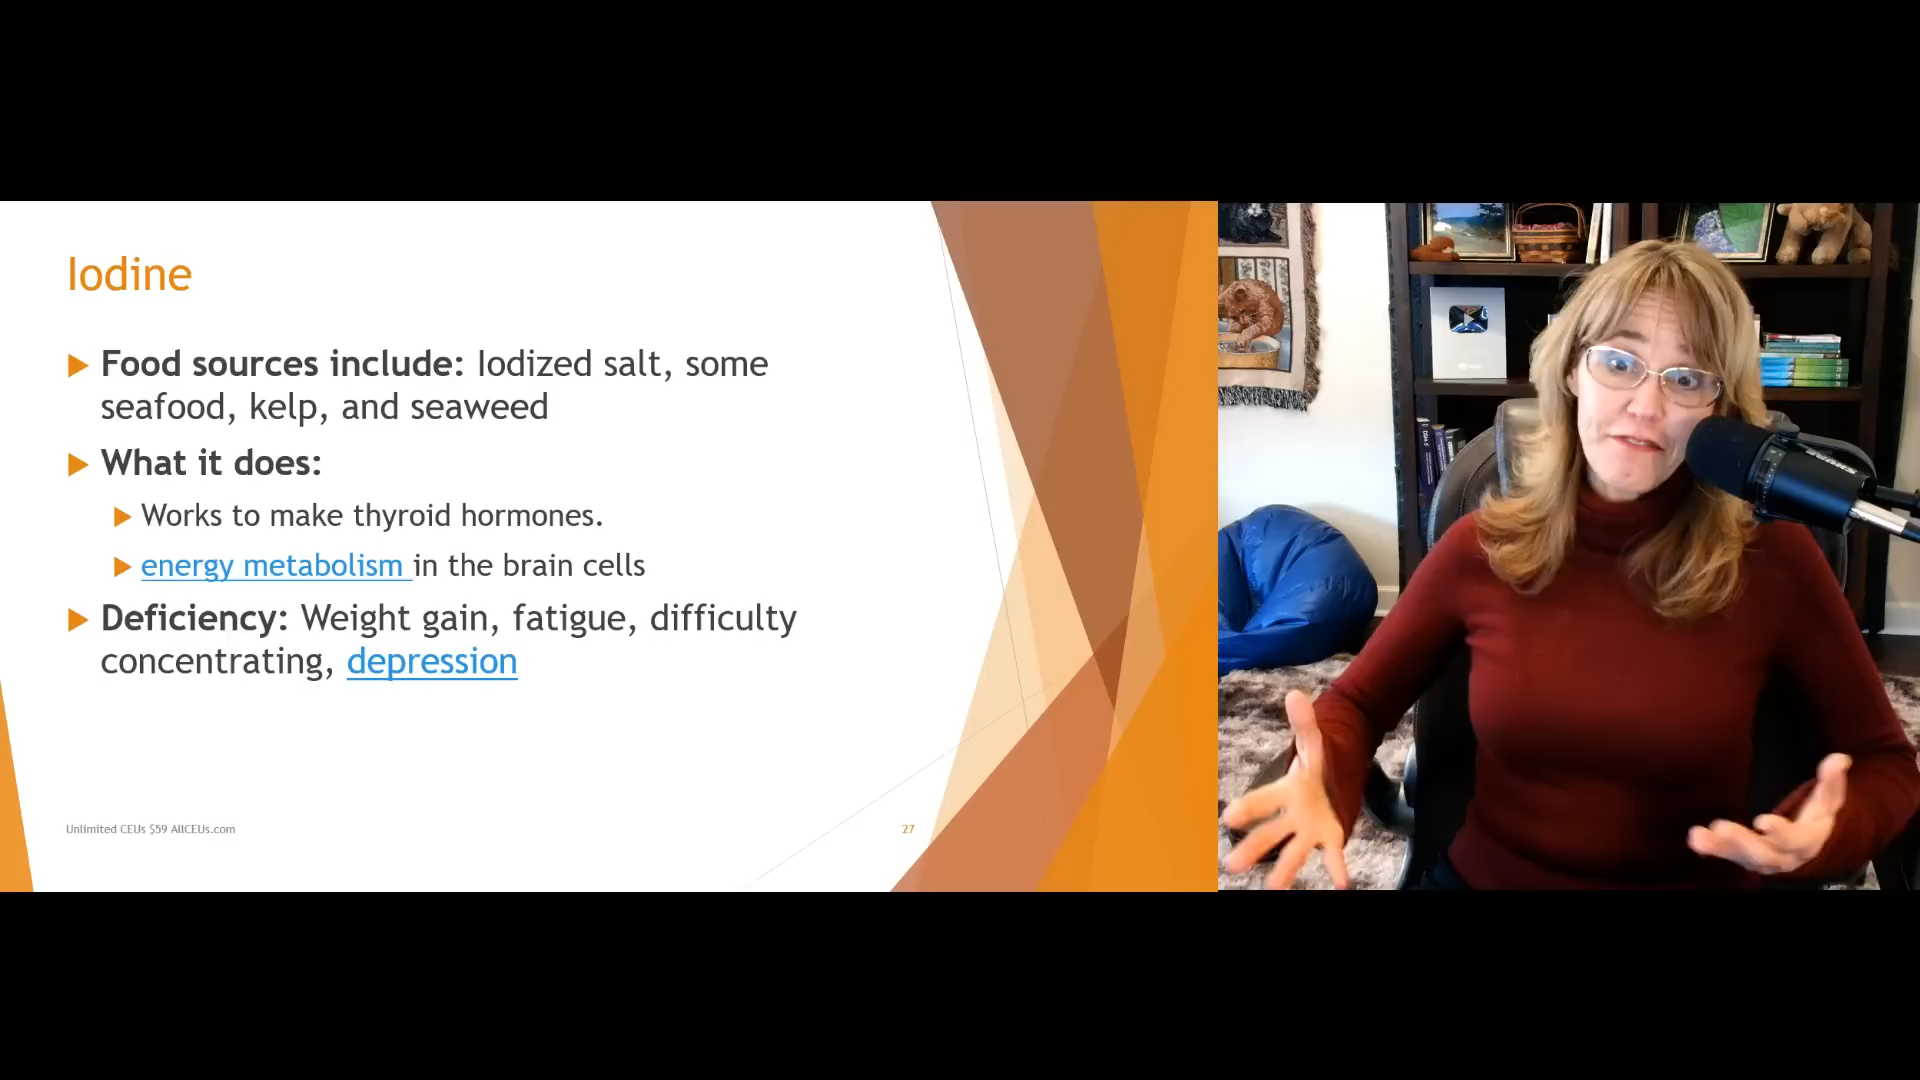 Iodine
Food sources include: Iodized salt, some
seafood, kelp, and seaweed
What it does:
Works to make thyroid hormones.
energy metabolism in the brain cells
Deficiency: Weight gain, fatigue, difficulty
concentrating, depression
Unlimited CEUs $59 AllCEUs.com
27
SHURE